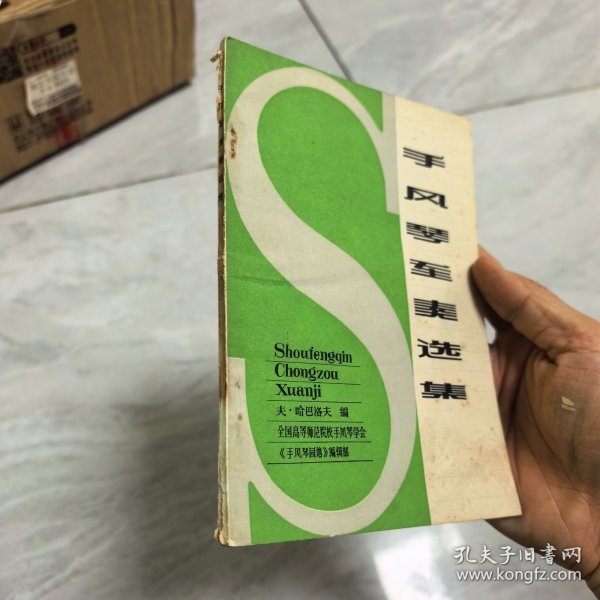 手风琴重奏选集
Shoufengqin
Chongzou
Xuanji
夫·哈巴洛夫 编
全国高等师范院校手风琴学会
《手风琴园地》编辑部
孔夫子旧书网
www.kongfz.com